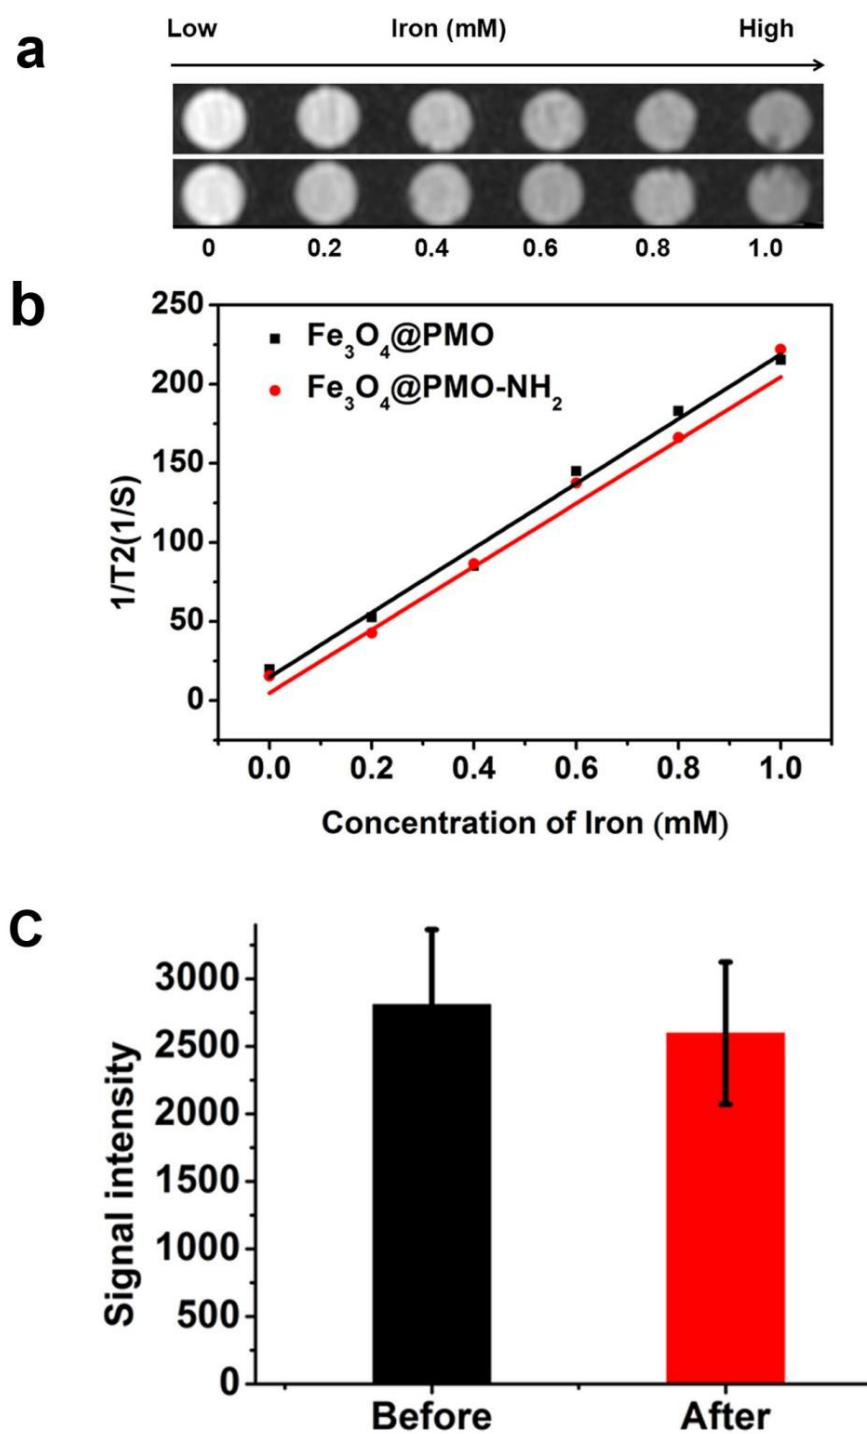 a
Low Iron (mM) High
0 0.2 0.4 0.6 0.8 1.0
b
250
200
150
100
50
0
1/T2(1/S)
Fe₃O₄@PMO
Fe₃O₄@PMO-NH₂
0.0 0.2 0.4 0.6 0.8 1.0
Concentration of Iron (mM)
C
3000
2500
2000
1500
1000
500
0
Signal intensity
Before After